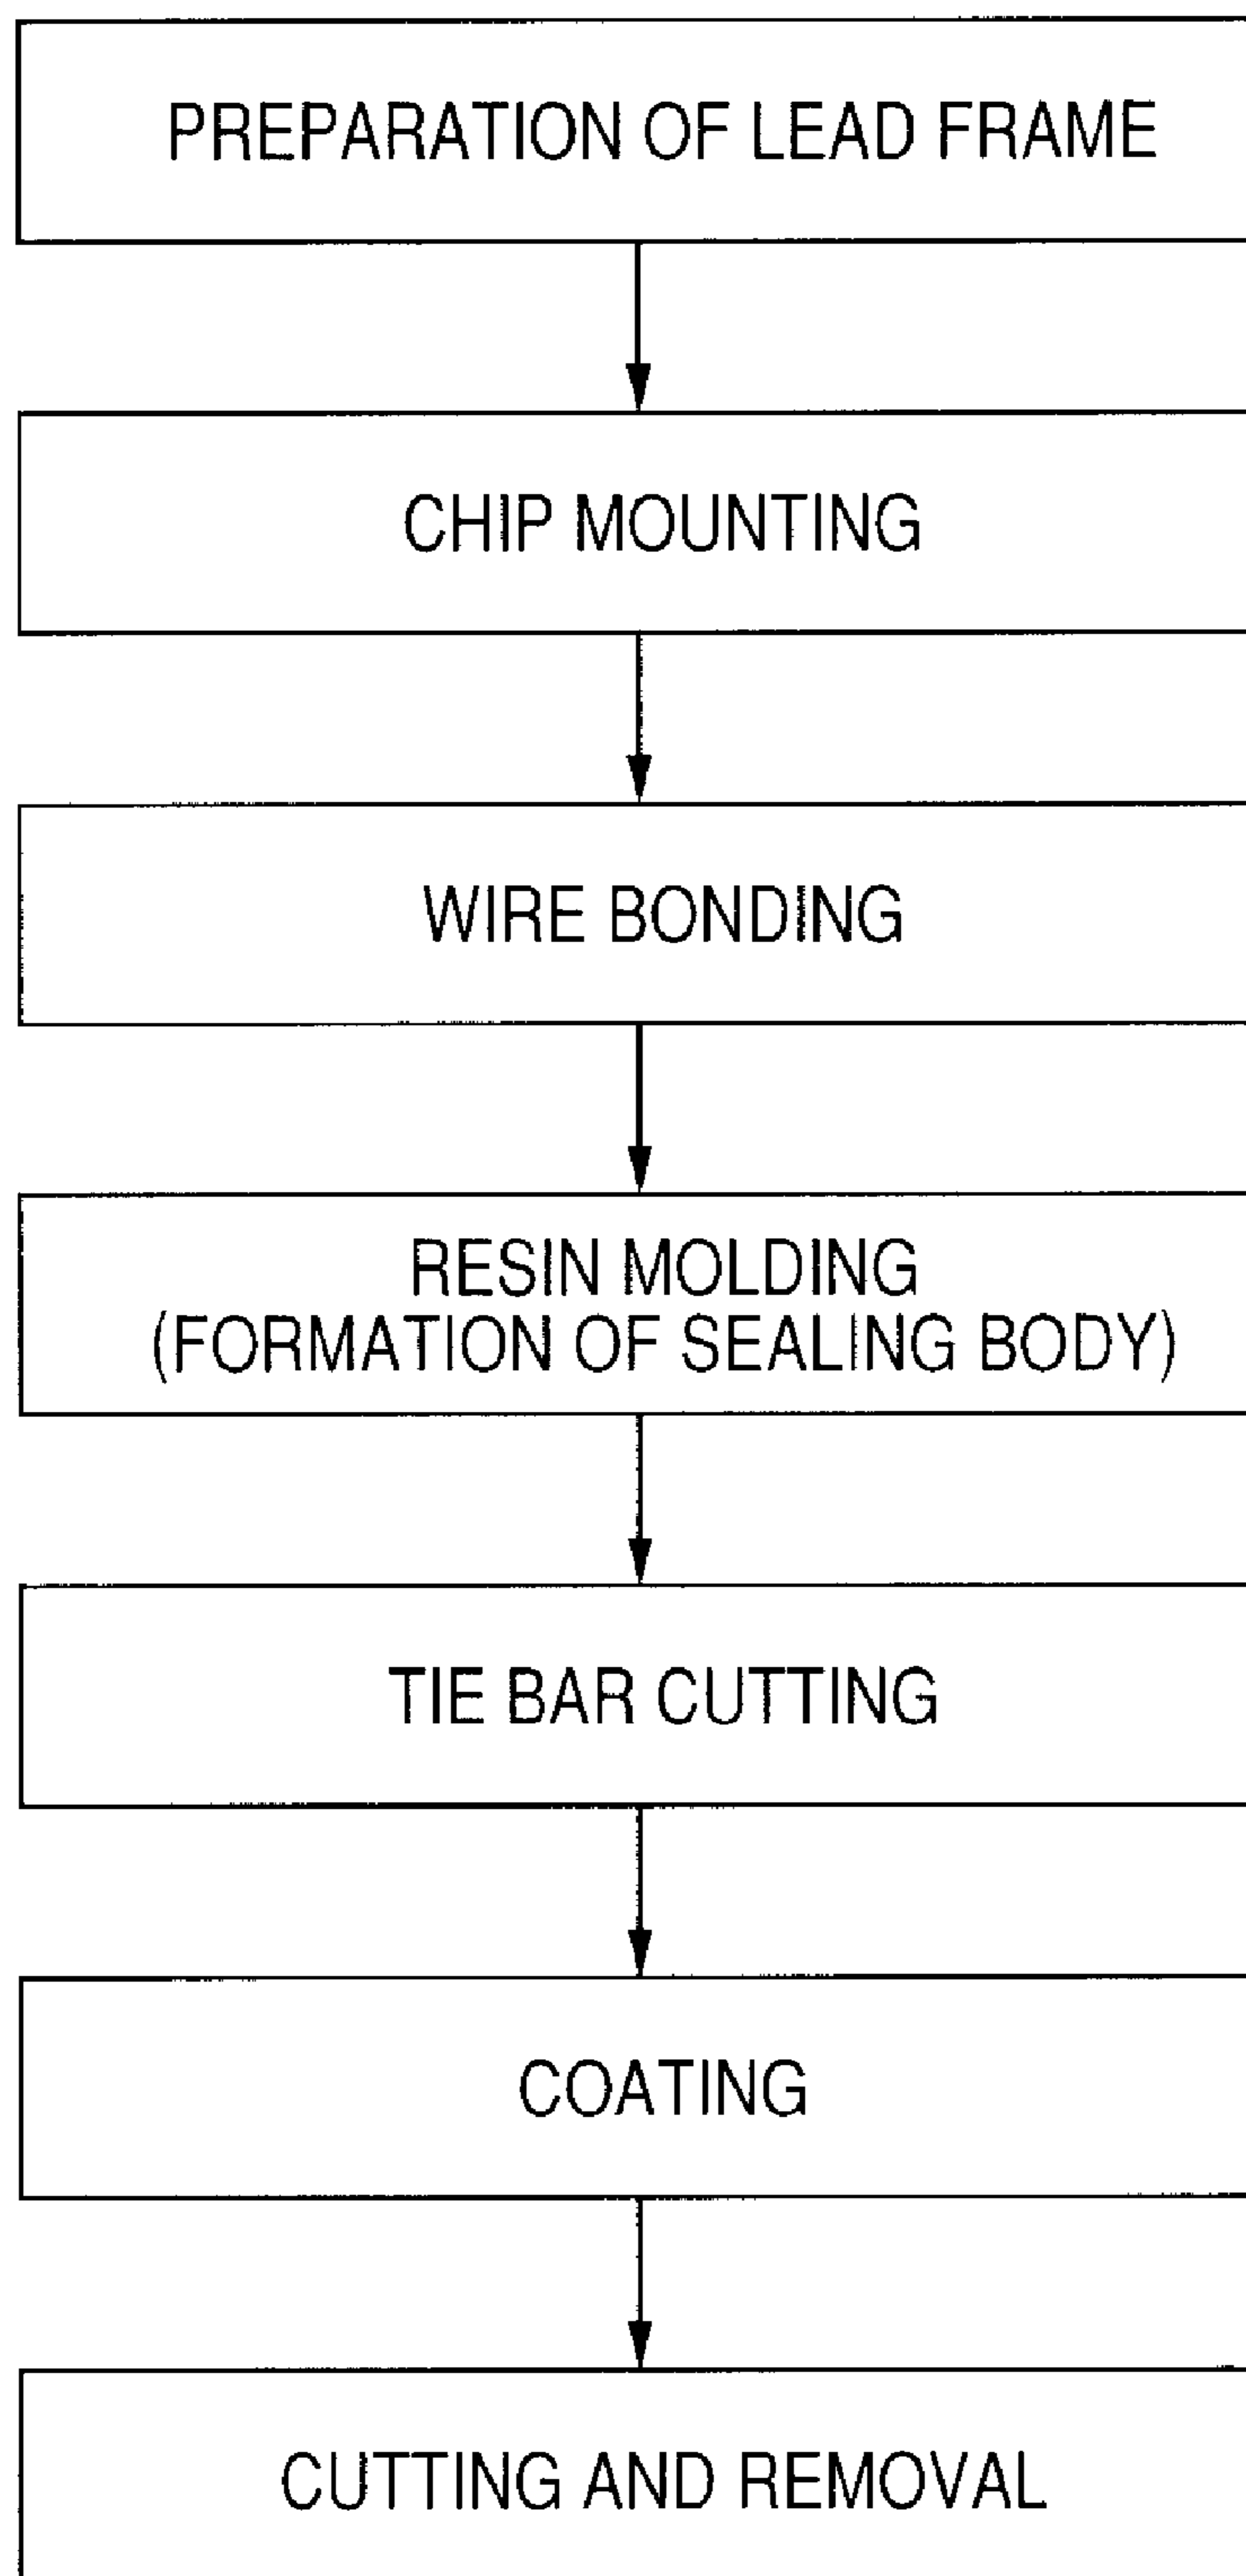 PREPARATION OF LEAD FRAME
CHIP MOUNTING
WIRE BONDING
RESIN MOLDING
(FORMATION OF SEALING BODY)
TIE BAR CUTTING
COATING
CUTTING AND REMOVAL